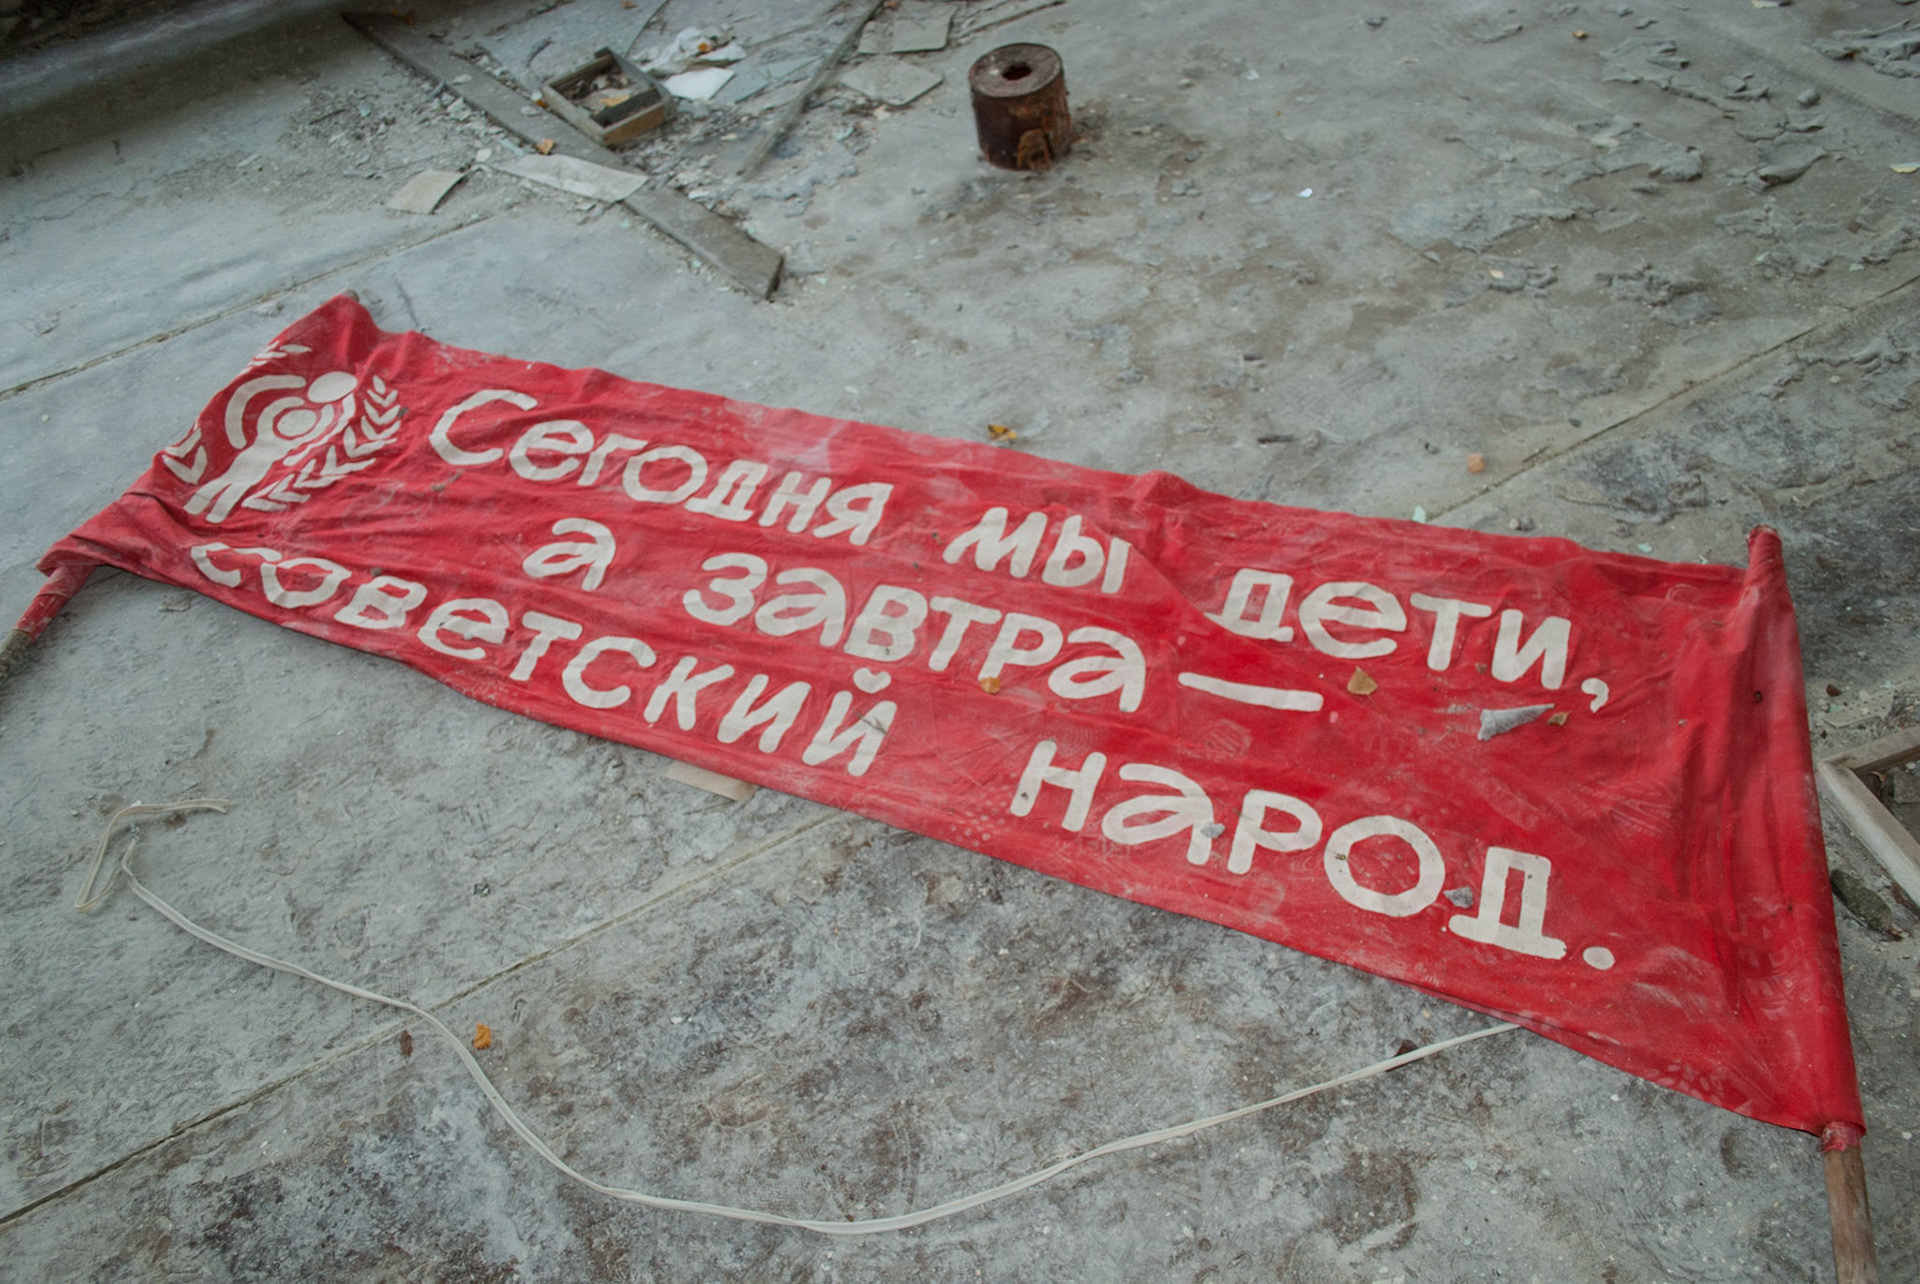 Сегодня мы дети,
а завтра —
советский народ.